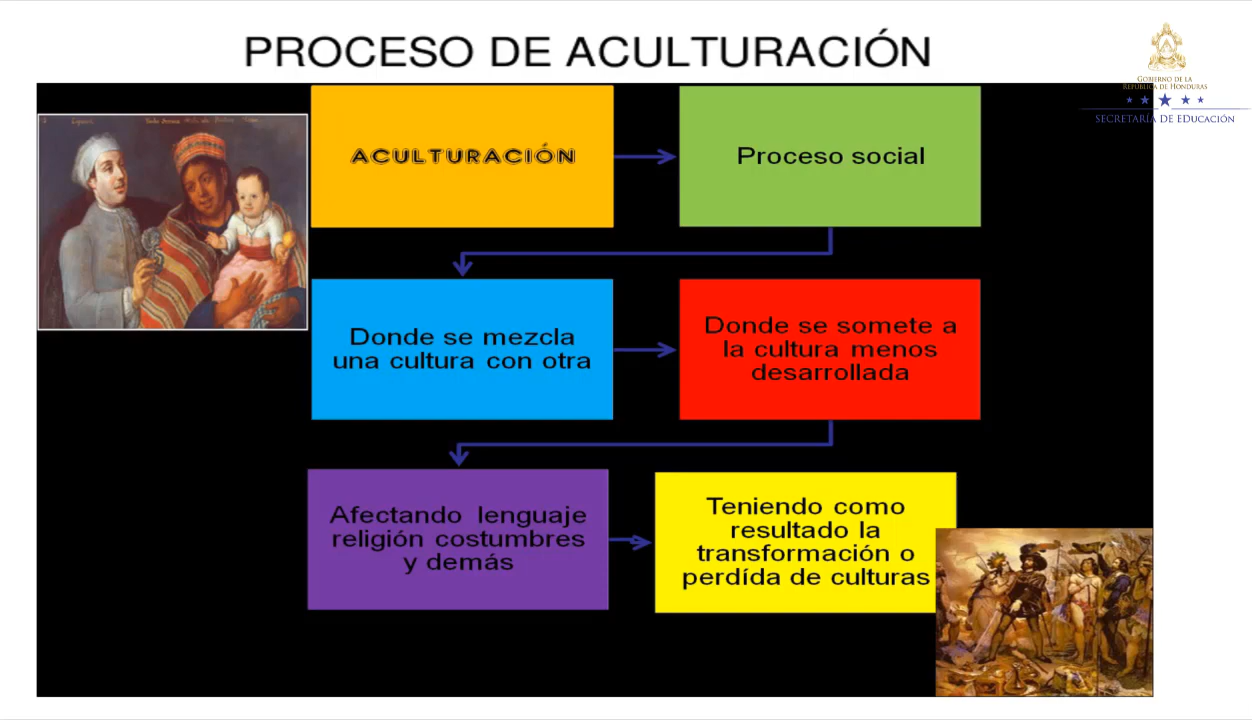 PROCESO DE ACULTURACIÓN
GOBIERNO DE LA
REPÚBLICA DE HONDURAS
SECRETARÍA DE EDUCACIÓN
ACULTURACIÓN
Proceso social
Donde se mezcla
una cultura con otra
Donde se somete a
la cultura menos
desarrollada
Afectando lenguaje
religión costumbres
y demás
Teniendo como
resultado la
transformación o
perdída de culturas